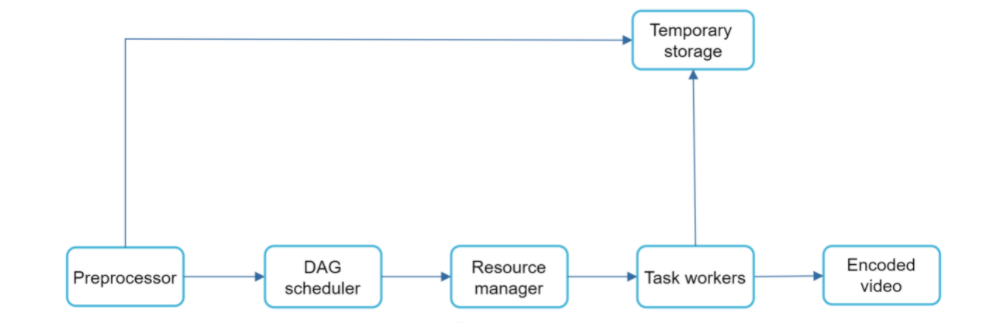 Temporary
storage
Preprocessor
DAG
scheduler
Resource
manager
Task workers
Encoded
video